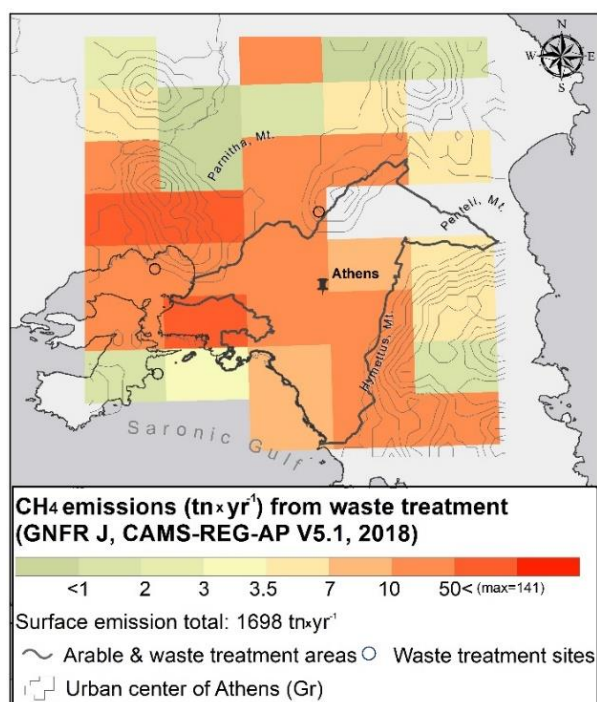 N
W E
S
Parnitha, Mt.
Penteli, Mt.
Athens
Hymettus, Mt.
Saronic Gulf
CH4 emissions (tn×yr-1) from waste treatment
(GNFR J, CAMS-REG-AP V5.1, 2018)
<1 2 3 3.5 7 10 50< (max=141)
Surface emission total: 1698 tn×yr-1
Arable & waste treatment areas Waste treatment sites
Urban center of Athens (Gr)